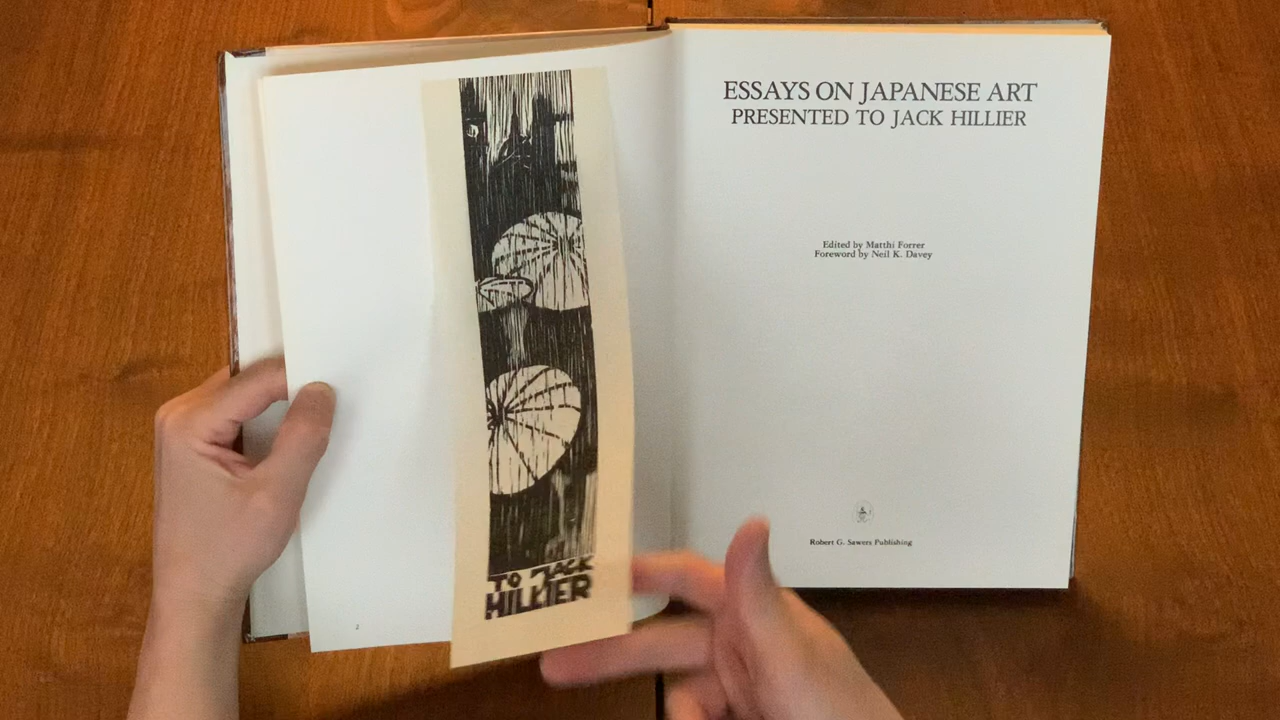 TO JACK
HILLIER
2
ESSAYS ON JAPANESE ART
PRESENTED TO JACK HILLIER
Edited by Matthi Forrer
Foreword by Neil K. Davey
Robert G. Sawers Publishing